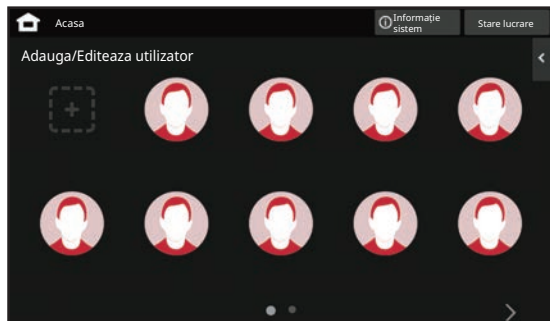 Acasa
Informație
sistem
Stare lucrare
Adauga/Editeaza utilizator